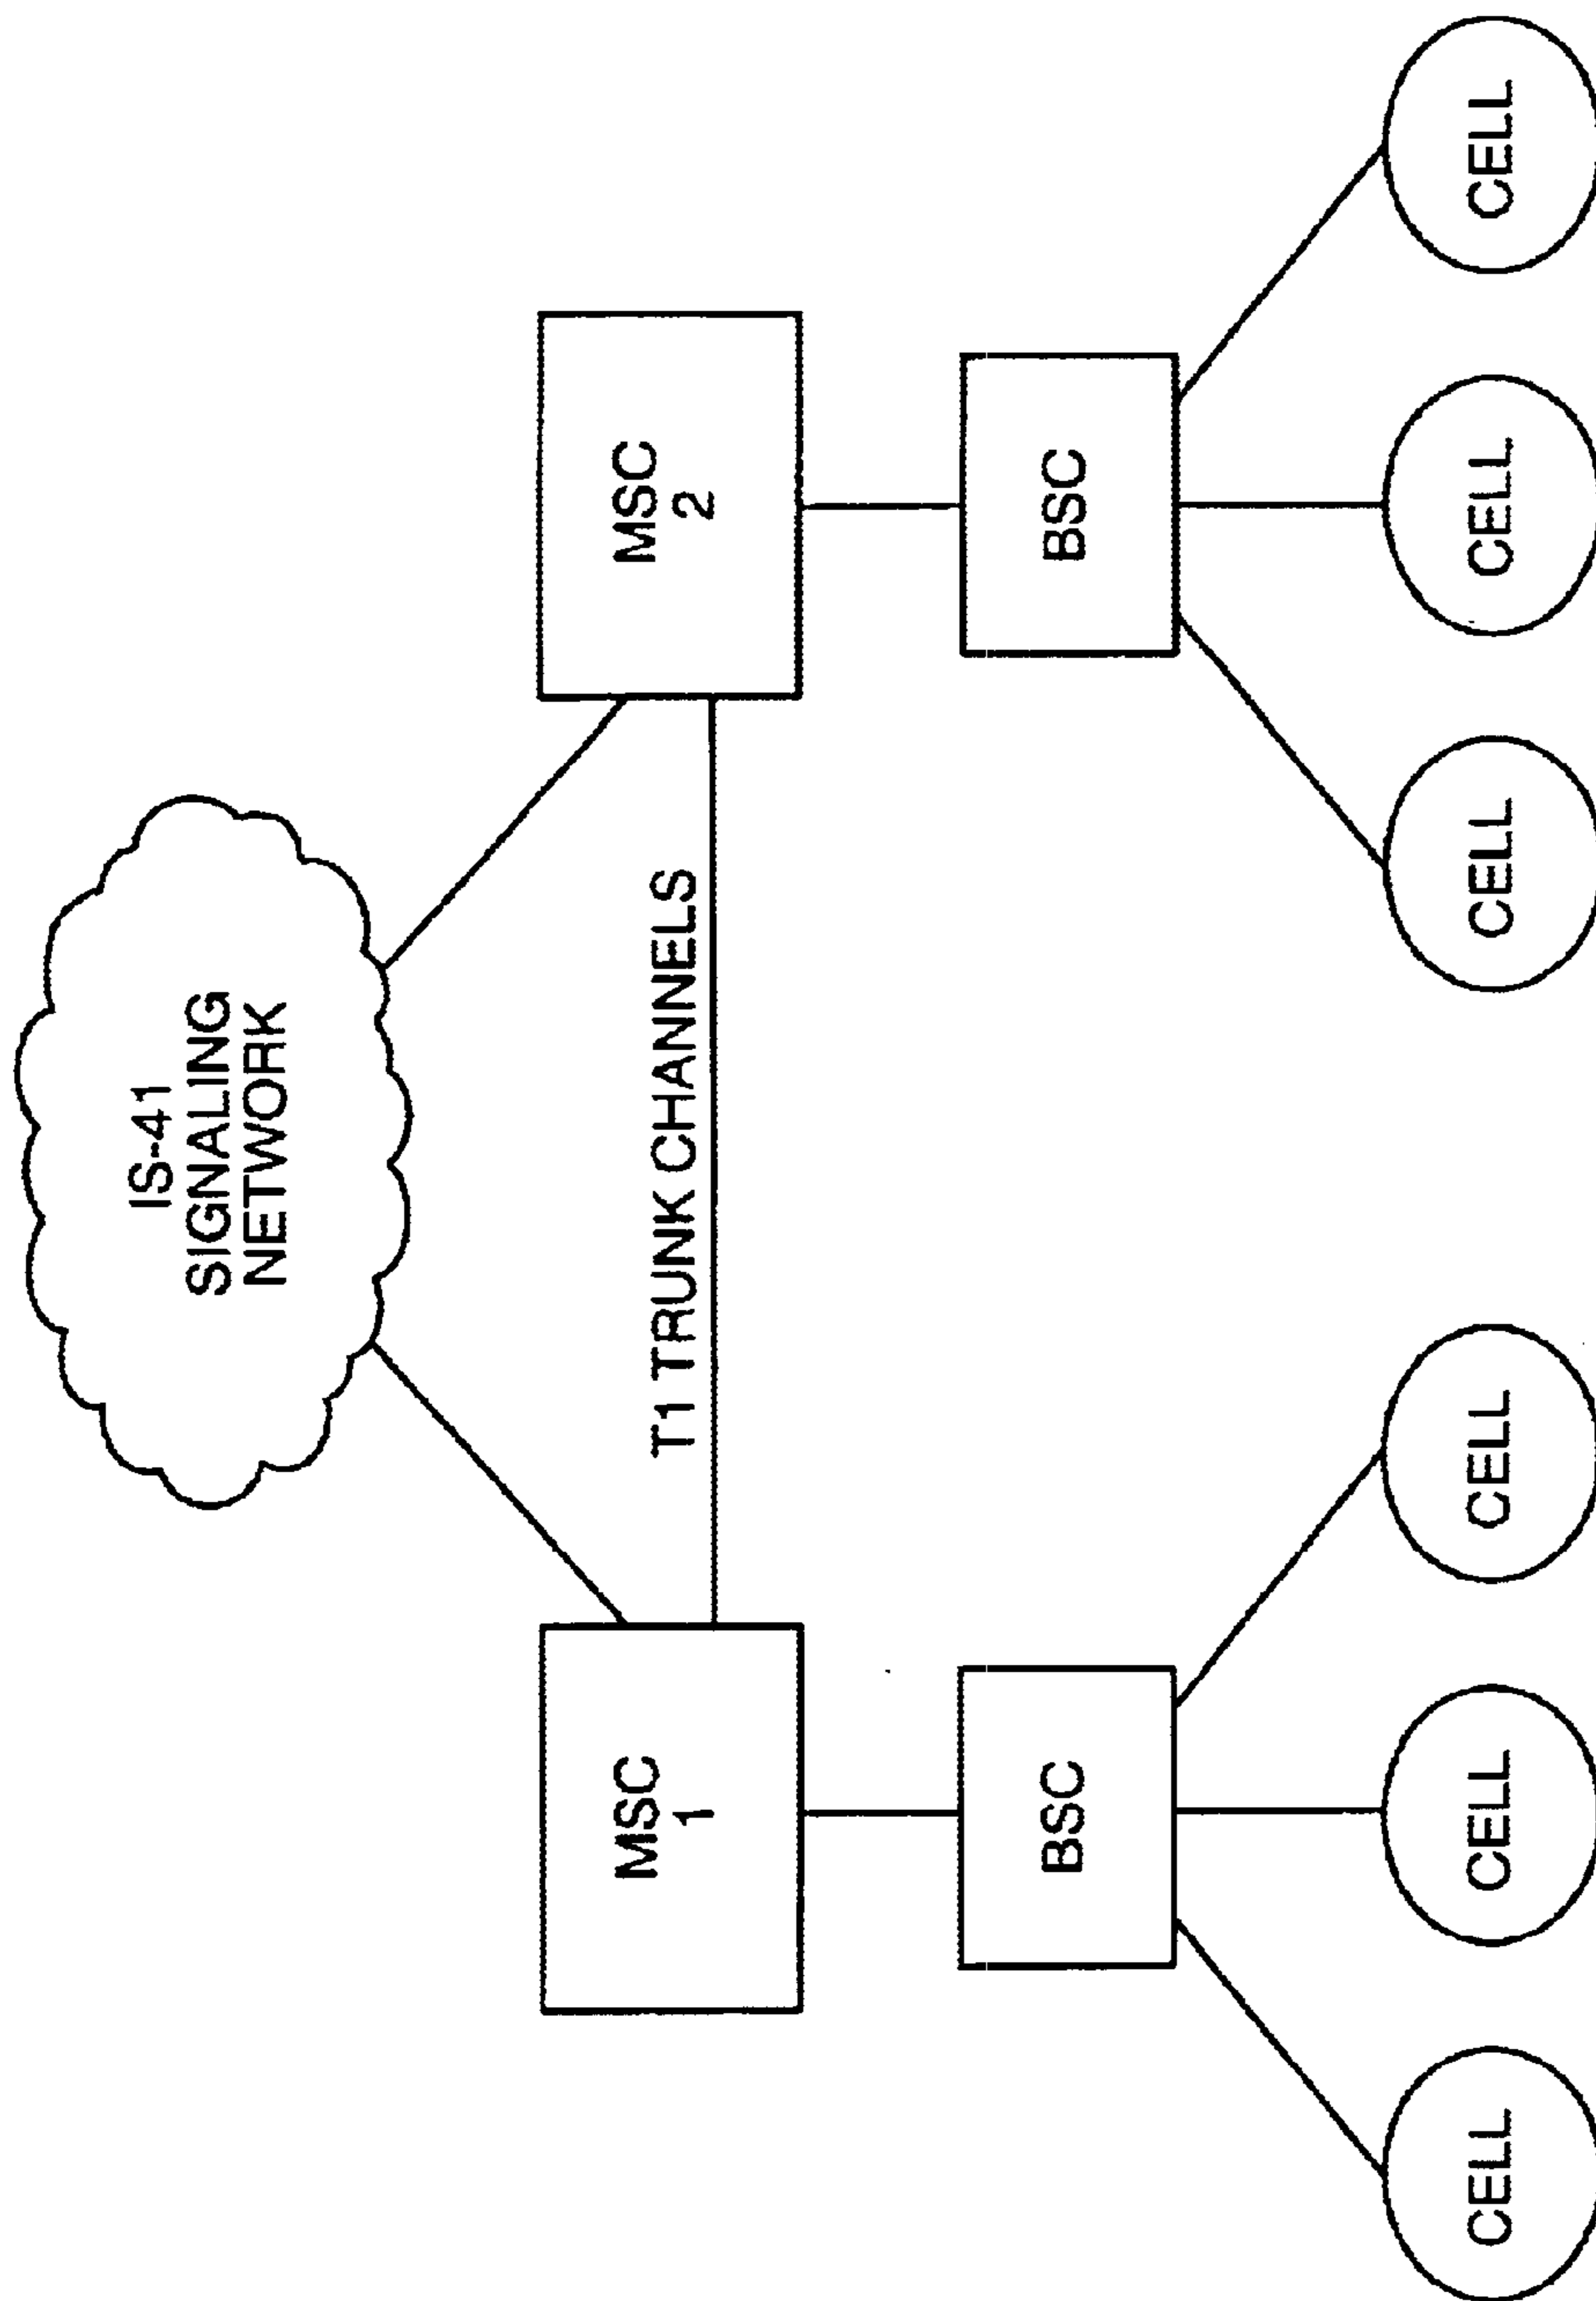 IS-41
SIGNALING
NETWORK
T1 TRUNK CHANNELS
MSC
1
MSC
2
BSC
BSC
CELL
CELL
CELL
CELL
CELL
CELL